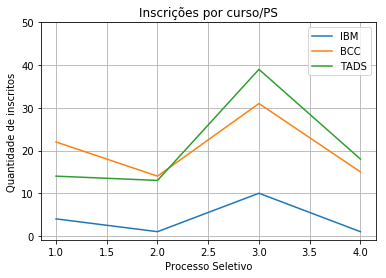 Inscrições por curso/PS
50
40
30
20
10
0
Quantidade de inscritos
IBM
BCC
TADS
1.0 1.5 2.0 2.5 3.0 3.5 4.0
Processo Seletivo